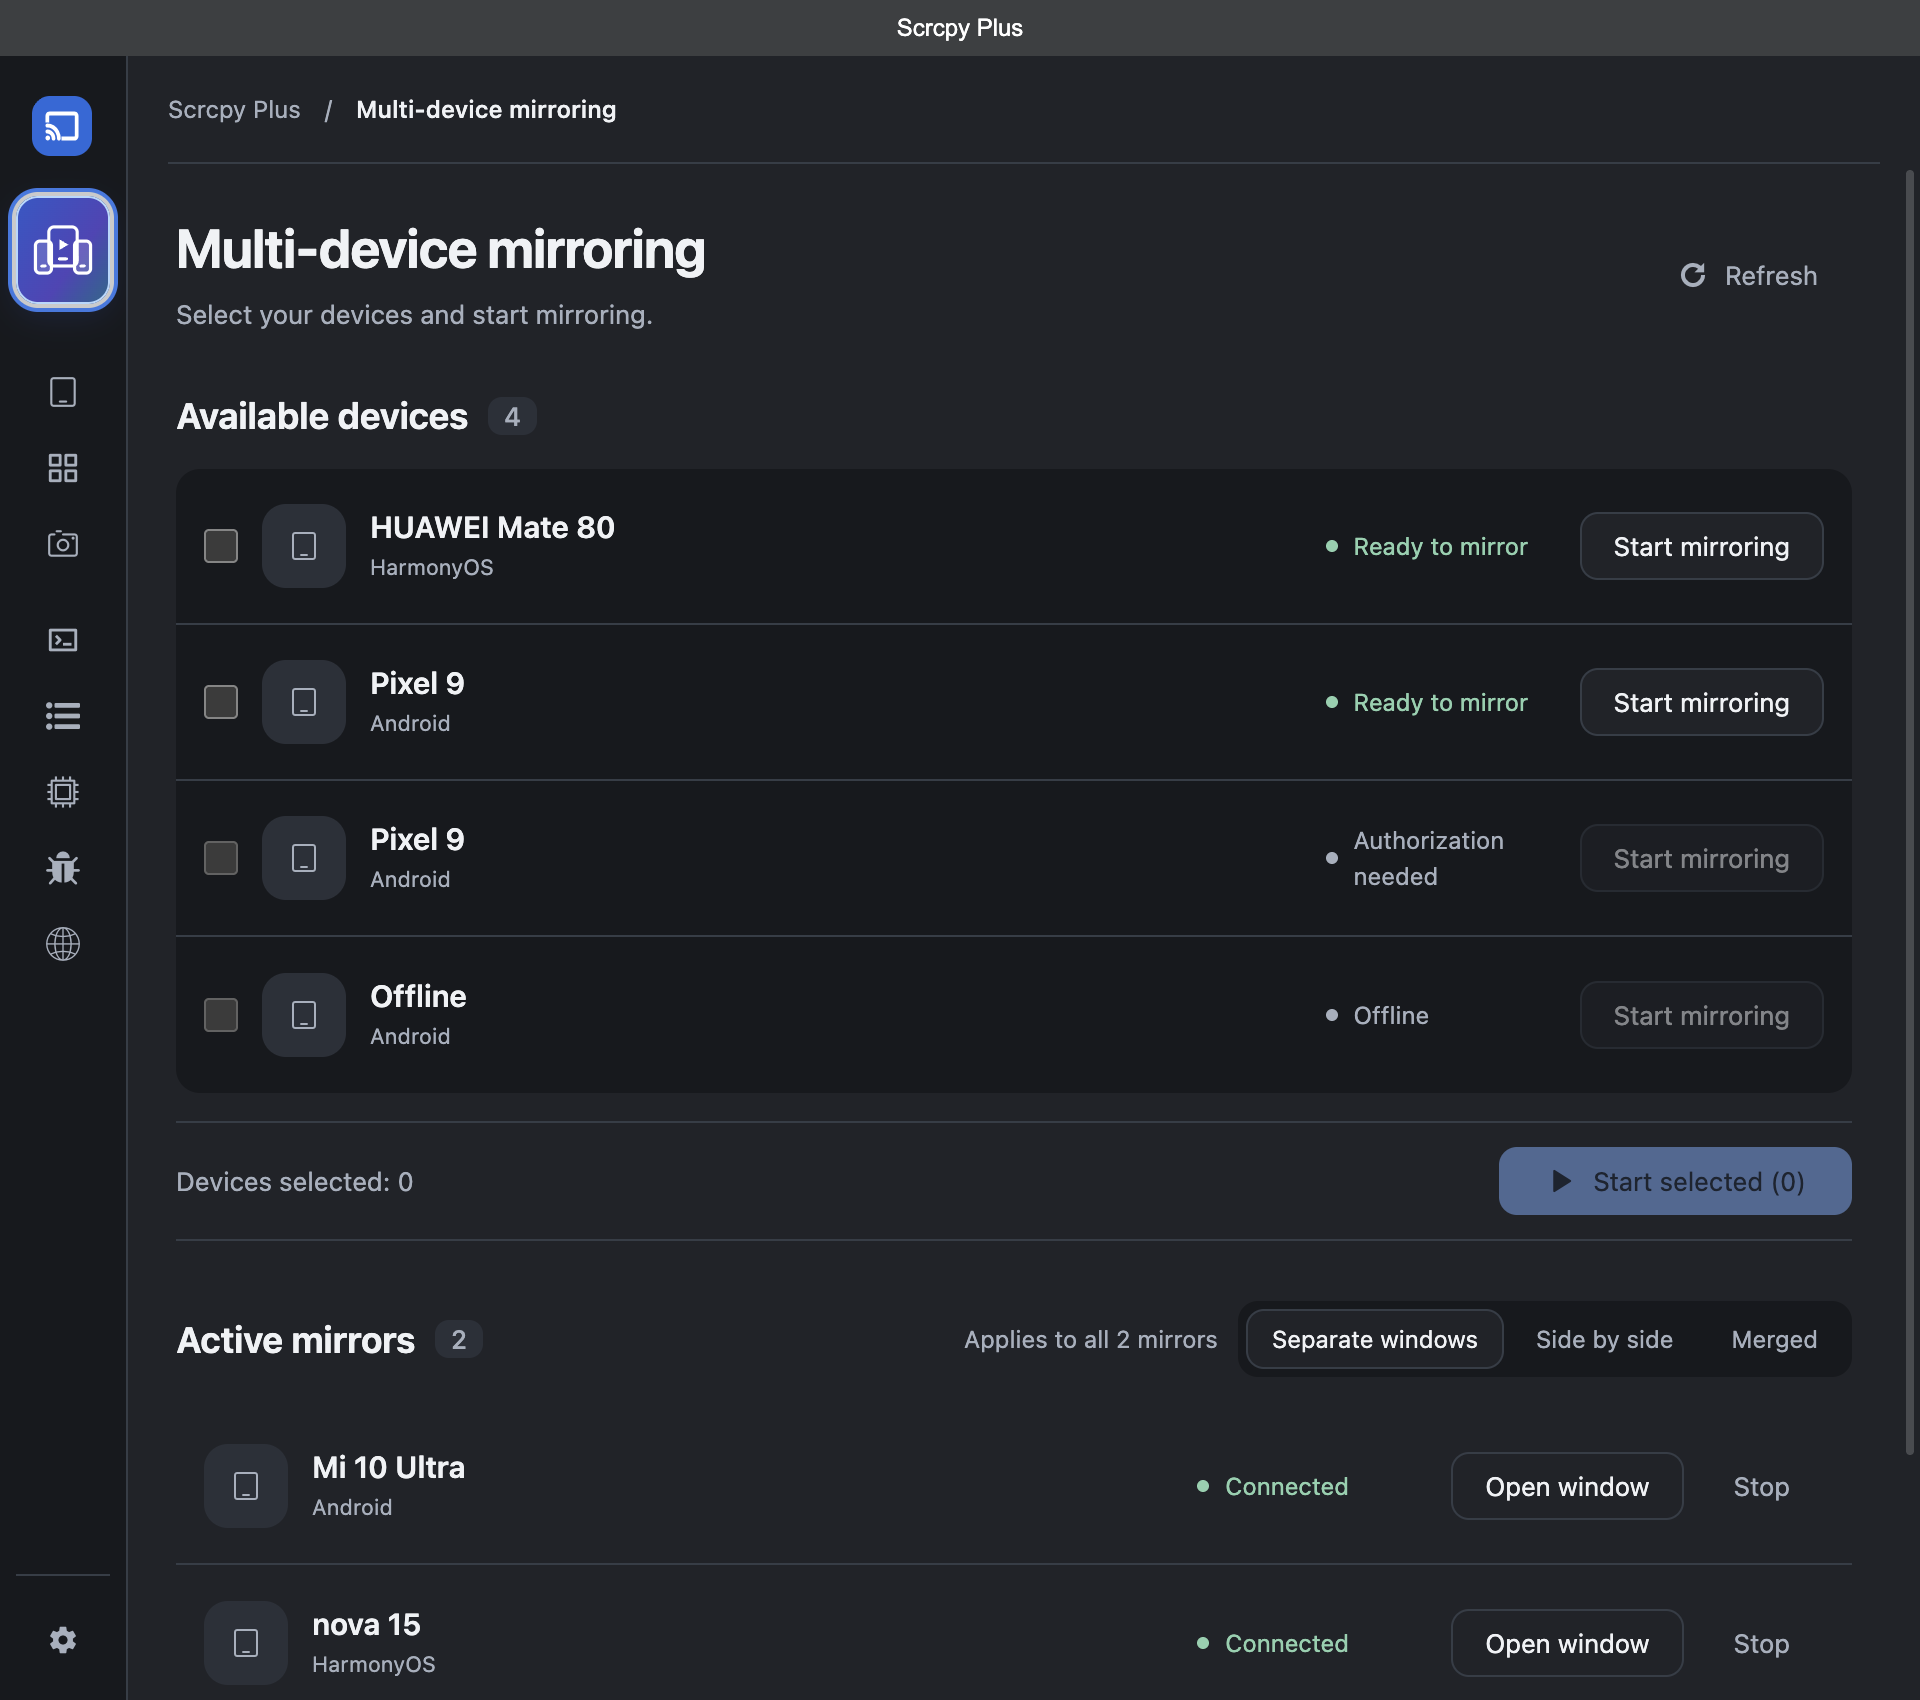 Scrcpy Plus
Scrcpy Plus / Multi-device mirroring
Multi-device mirroring
Select your devices and start mirroring.
Refresh
Available devices 4
HUAWEI Mate 80
HarmonyOS
Ready to mirror
Start mirroring
Pixel 9
Android
Ready to mirror
Start mirroring
Pixel 9
Android
Authorization
needed
Start mirroring
Offline
Android
Offline
Start mirroring
Devices selected: 0
Start selected (0)
Active mirrors 2
Applies to all 2 mirrors
Separate windows
Side by side
Merged
Mi 10 Ultra
Android
Connected
Open window
Stop
nova 15
HarmonyOS
Connected
Open window
Stop